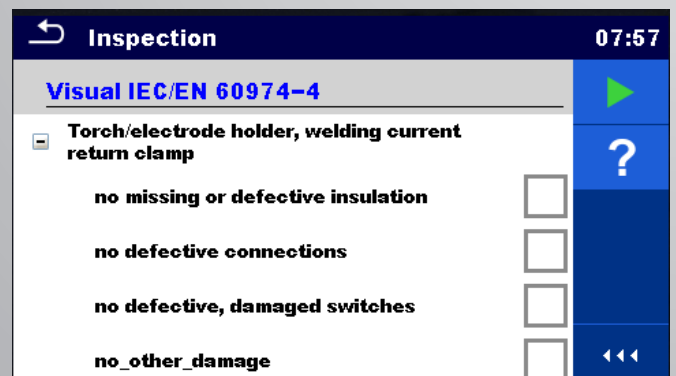 Inspection
07:57
Visual IEC/EN 60974-4
Torch/electrode holder, welding current
return clamp
no missing or defective insulation
no defective connections
no defective, damaged switches
no_other_damage
?